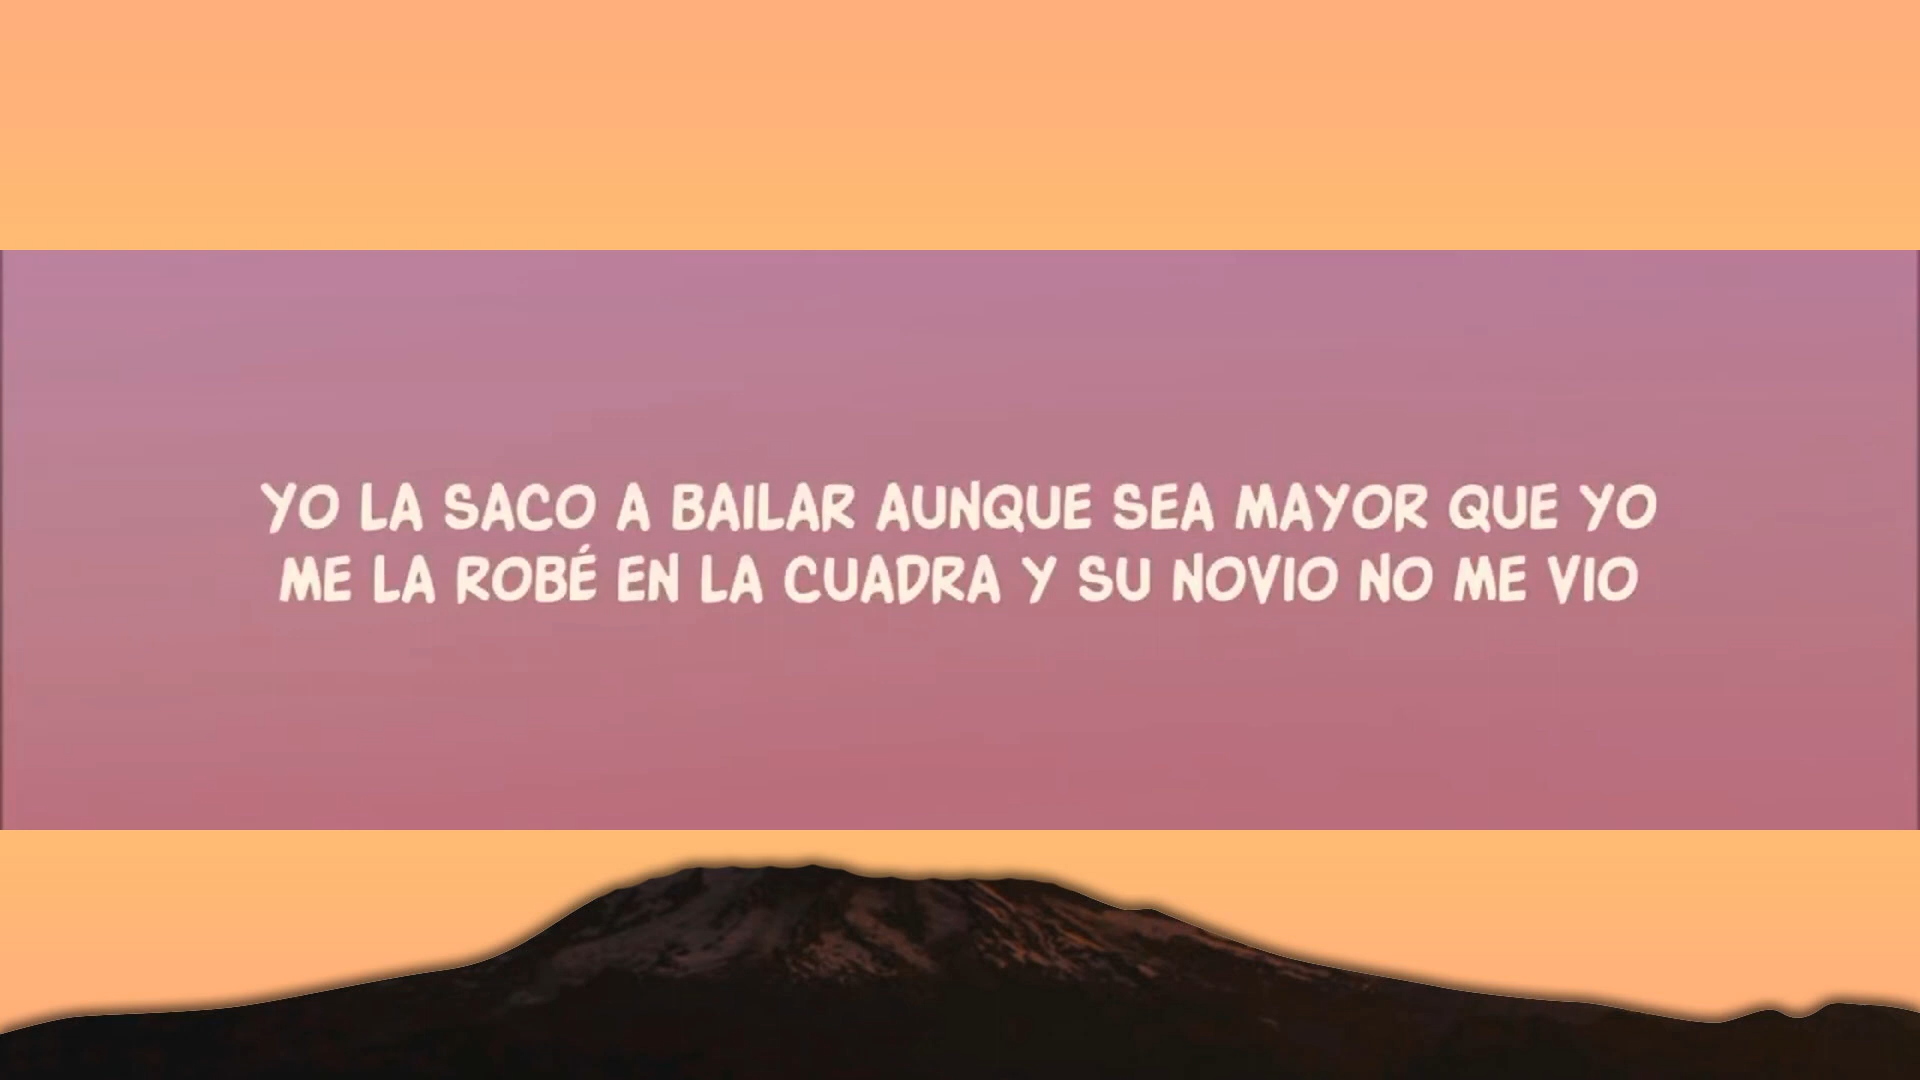 YO LA SACO A BAILAR AUNQUE SEA MAYOR QUE YO
ME LA ROBÉ EN LA CUADRA Y SU NOVIO NO ME VIO